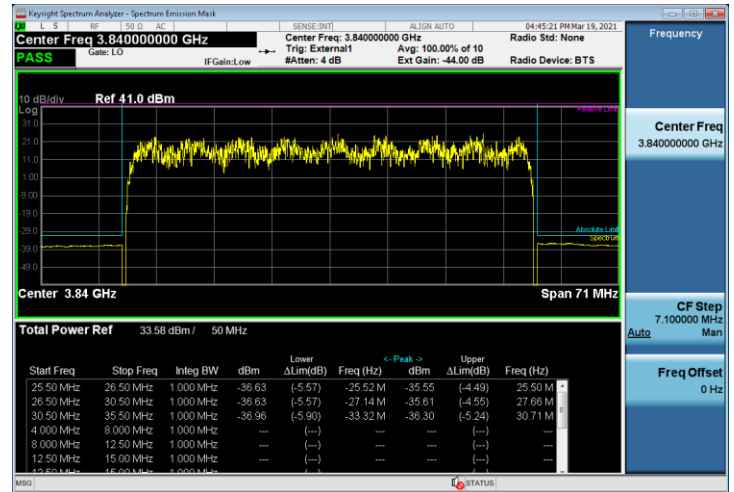 Keysight Spectrum Analyzer - Spectrum Emission Mask
LXI L S RF 50 Ω AC SENSE:INT ALIGN AUTO 04:45:21 PM Mar 19, 2021
Center Freq 3.840000000 GHz
Center Freq: 3.840000000 GHz Radio Std: None
Trig: External1 Avg: 100.00% of 10
PASS Gate: LO IFGain:Low #Atten: 4 dB Ext Gain: -44.00 dB Radio Device: BTS
Frequency
10 dB/div Ref 41.0 dBm
Log
Relative Limit
31.0
21.0
11.0
1.00
-9.00
-19.0
-29.0
Absolute Limit
Spectrum
-39.0
-49.0
Center 3.84 GHz Span 71 MHz
Center Freq
3.840000000 GHz
CF Step
7.100000 MHz
Auto Man
Freq Offset
0 Hz
Total Power Ref 33.58 dBm / 50 MHz
Lower <- Peak -> Upper
Start Freq Stop Freq Integ BW dBm ΔLim(dB) Freq (Hz) dBm ΔLim(dB) Freq (Hz)
25.50 MHz 26.50 MHz 1.000 MHz -36.63 (-5.57) -25.52 M -35.55 (-4.49) 25.50 M
26.50 MHz 30.50 MHz 1.000 MHz -36.63 (-5.57) -27.14 M -35.61 (-4.55) 27.66 M
30.50 MHz 35.50 MHz 1.000 MHz -36.96 (-5.90) -33.32 M -36.30 (-5.24) 30.71 M
4.000 MHz 8.000 MHz 1.000 MHz --- (---) --- --- (---) ---
8.000 MHz 12.50 MHz 1.000 MHz --- (---) --- --- (---) ---
12.50 MHz 15.00 MHz 1.000 MHz --- (---) --- --- (---) ---
12.50 MHz 15.00 MHz 1.000 MHz
MSG STATUS